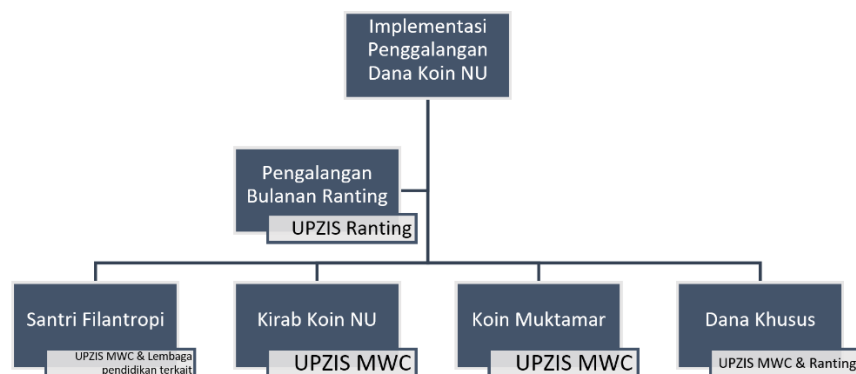 Implementasi
Penggalangan
Dana Koin NU
Pengalangan
Bulanan Ranting
UPZIS Ranting
Santri Filantropi
UPZIS MWC & Lembaga
pendidikan terkait
Kirab Koin NU
UPZIS MWC
Koin Muktamar
UPZIS MWC
Dana Khusus
UPZIS MWC & Ranting